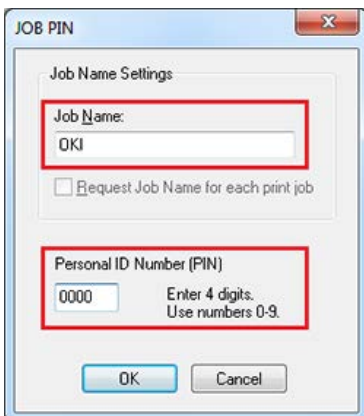 JOB PIN
Job Name Settings
Job Name:
OKI
Request Job Name for each print job
Personal ID Number (PIN)
0000
Enter 4 digits.
Use numbers 0-9.
OK
Cancel